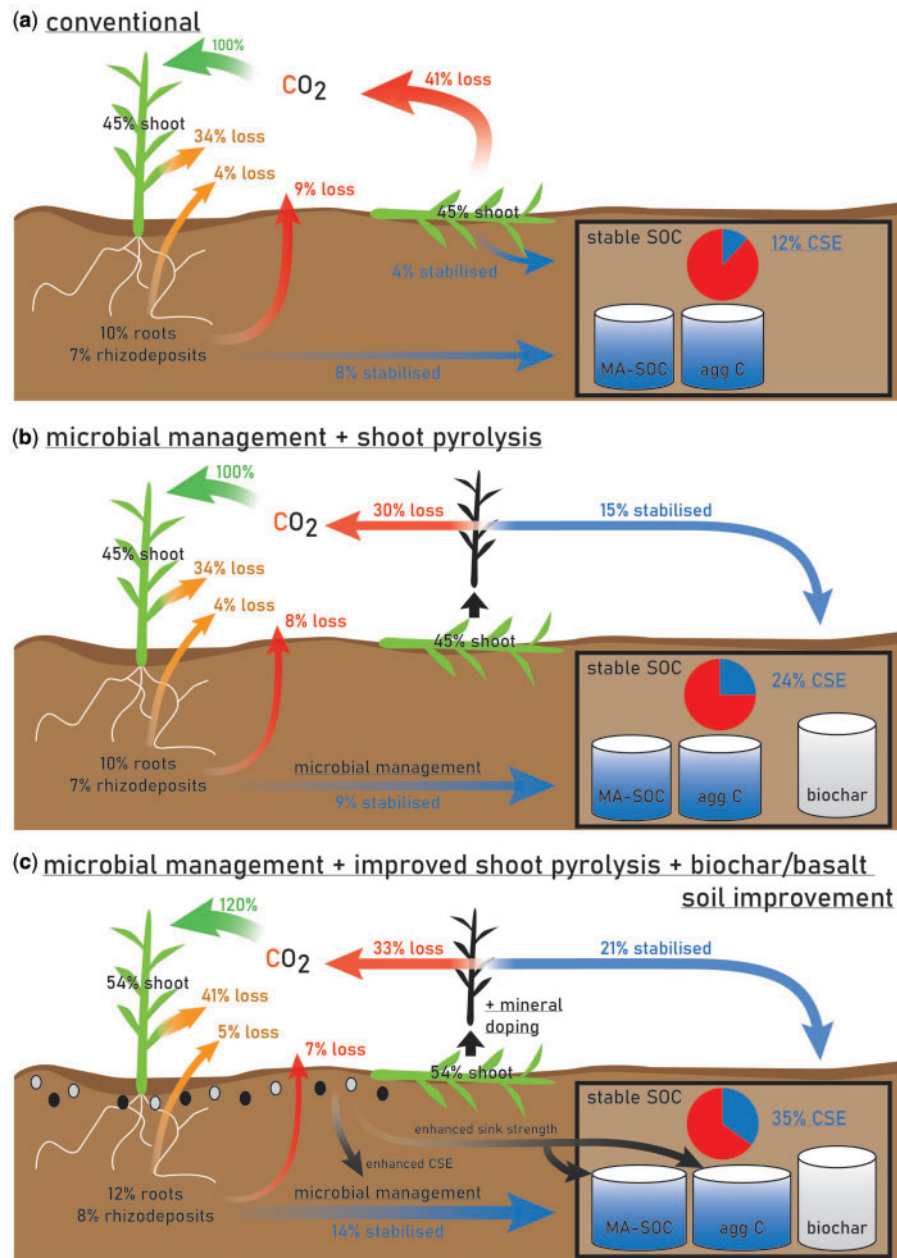 (a) conventional
100%
CO2
41% loss
45% shoot
34% loss
4% loss
9% loss
45% shoot
4% stabilised
stable SOC
12% CSE
MA-SOC
agg C
10% roots
7% rhizodeposits
8% stabilised
(b) microbial management + shoot pyrolysis
100%
CO2
30% loss
15% stabilised
45% shoot
34% loss
4% loss
8% loss
45% shoot
stable SOC
24% CSE
MA-SOC
agg C
biochar
10% roots
7% rhizodeposits
microbial management
9% stabilised
(c) microbial management + improved shoot pyrolysis + biochar/basalt
soil improvement
120%
CO2
33% loss
21% stabilised
54% shoot
41% loss
5% loss
7% loss
+ mineral
doping
54% shoot
stable SOC
35% CSE
enhanced sink strength
enhanced CSE
MA-SOC
agg C
biochar
12% roots
8% rhizodeposits
microbial management
14% stabilised